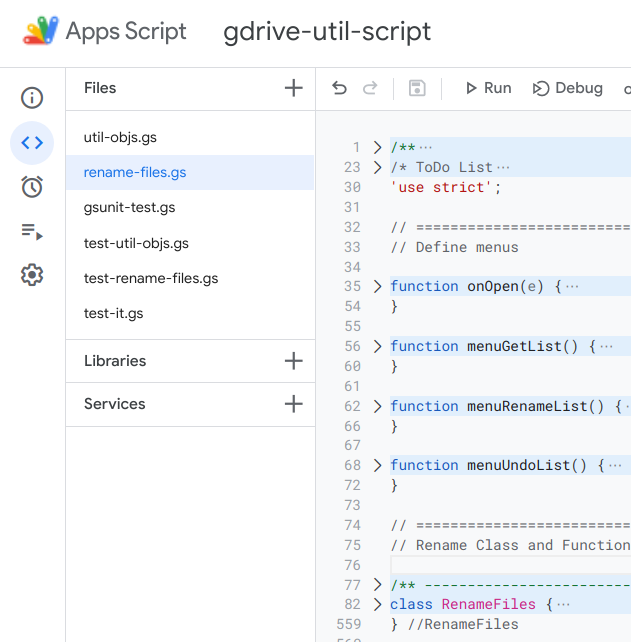 Apps Script
gdrive-util-script
Files
Run
Debug
util-objs.gs
rename-files.gs
gsunit-test.gs
test-util-objs.gs
test-rename-files.gs
test-it.gs
Libraries
Services
1 /** ···
23 /* ToDo List ···
30 'use strict';
31
32 // =========================
33 // Define menus
34
35 function onOpen(e) { ···
54 }
55
56 function menuGetList() { ···
60 }
61
62 function menuRenameList() { ··
66 }
67
68 function menuUndoList() { ···
72 }
73
74 // =========================
75 // Rename Class and Function
76
77 /** -------------------------
82 class RenameFiles { ···
559 } //RenameFiles